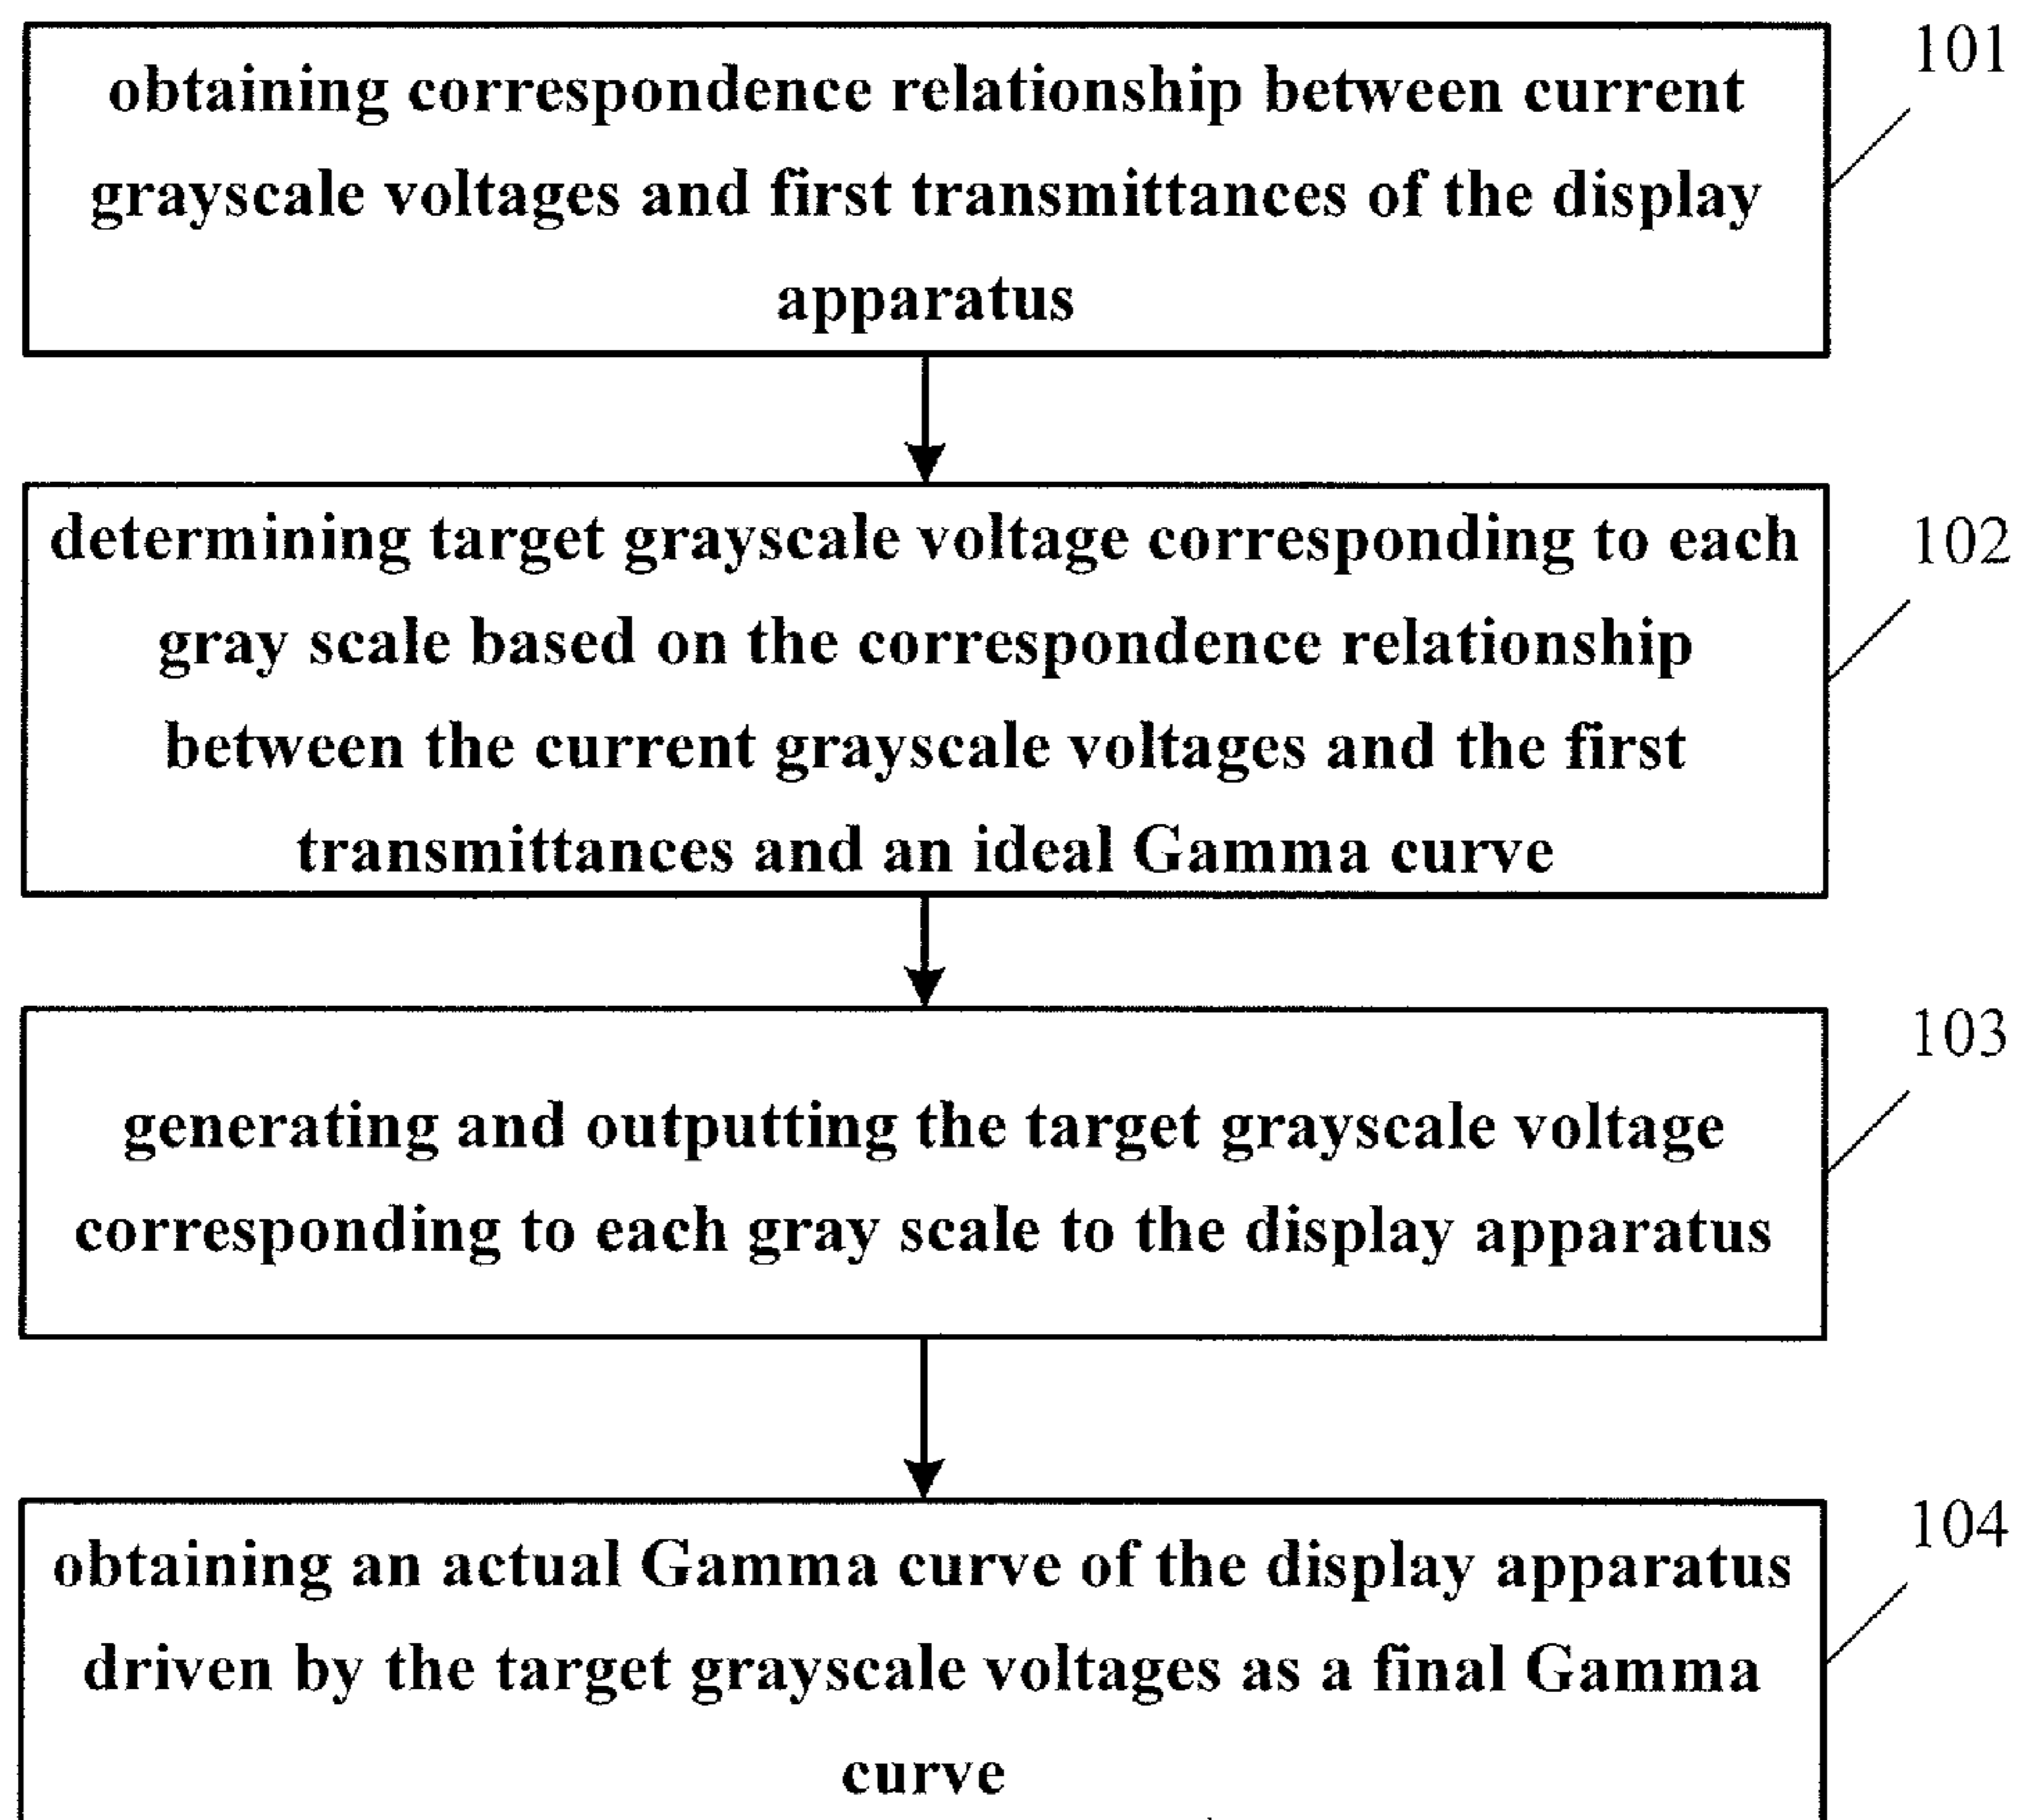 101
obtaining correspondence relationship between current
grayscale voltages and first transmittances of the display
apparatus
102
determining target grayscale voltage corresponding to each
gray scale based on the correspondence relationship
between the current grayscale voltages and the first
transmittances and an ideal Gamma curve
103
generating and outputting the target grayscale voltage
corresponding to each gray scale to the display apparatus
104
obtaining an actual Gamma curve of the display apparatus
driven by the target grayscale voltages as a final Gamma
curve